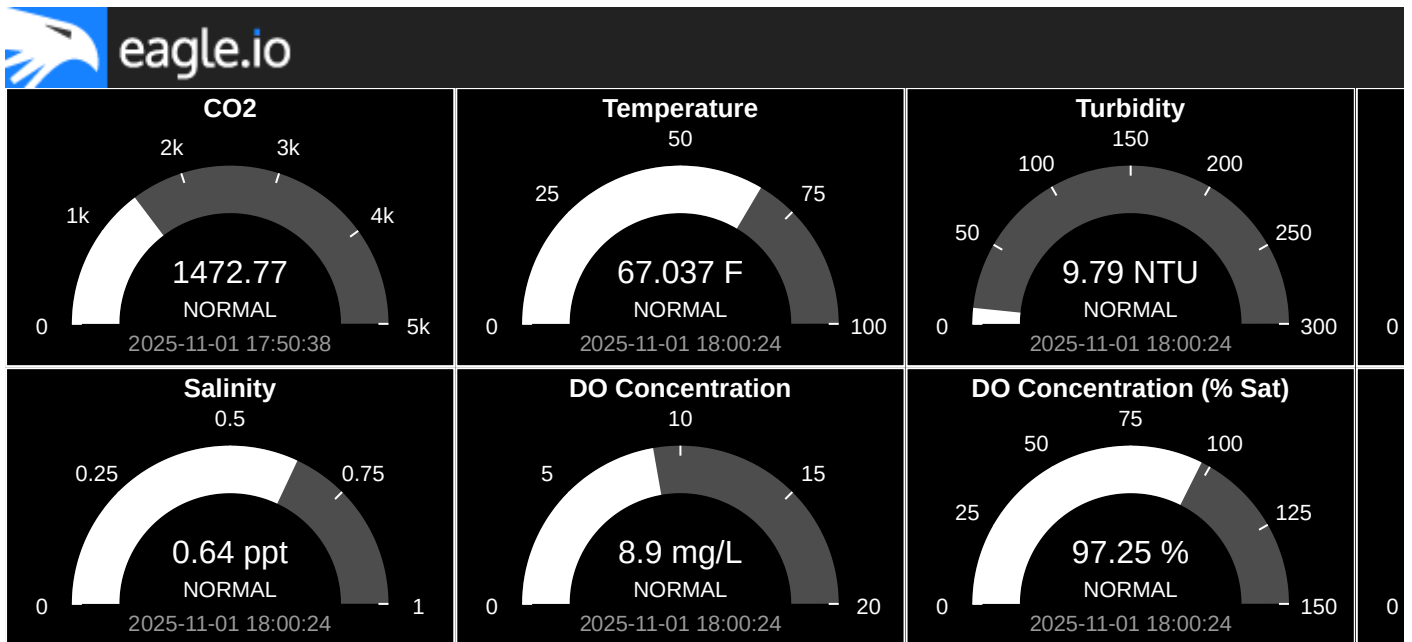 eagle.io
CO2
0
1k
2k
3k
4k
5k
1472.77
NORMAL
2025-11-01 17:50:38
Temperature
0
25
50
75
100
67.037 F
NORMAL
2025-11-01 18:00:24
Turbidity
0
50
100
150
200
250
300
9.79 NTU
NORMAL
2025-11-01 18:00:24
0
Salinity
0
0.25
0.5
0.75
1
0.64 ppt
NORMAL
2025-11-01 18:00:24
DO Concentration
0
5
10
15
20
8.9 mg/L
NORMAL
2025-11-01 18:00:24
DO Concentration (% Sat)
0
25
50
75
100
125
150
97.25 %
NORMAL
2025-11-01 18:00:24
0